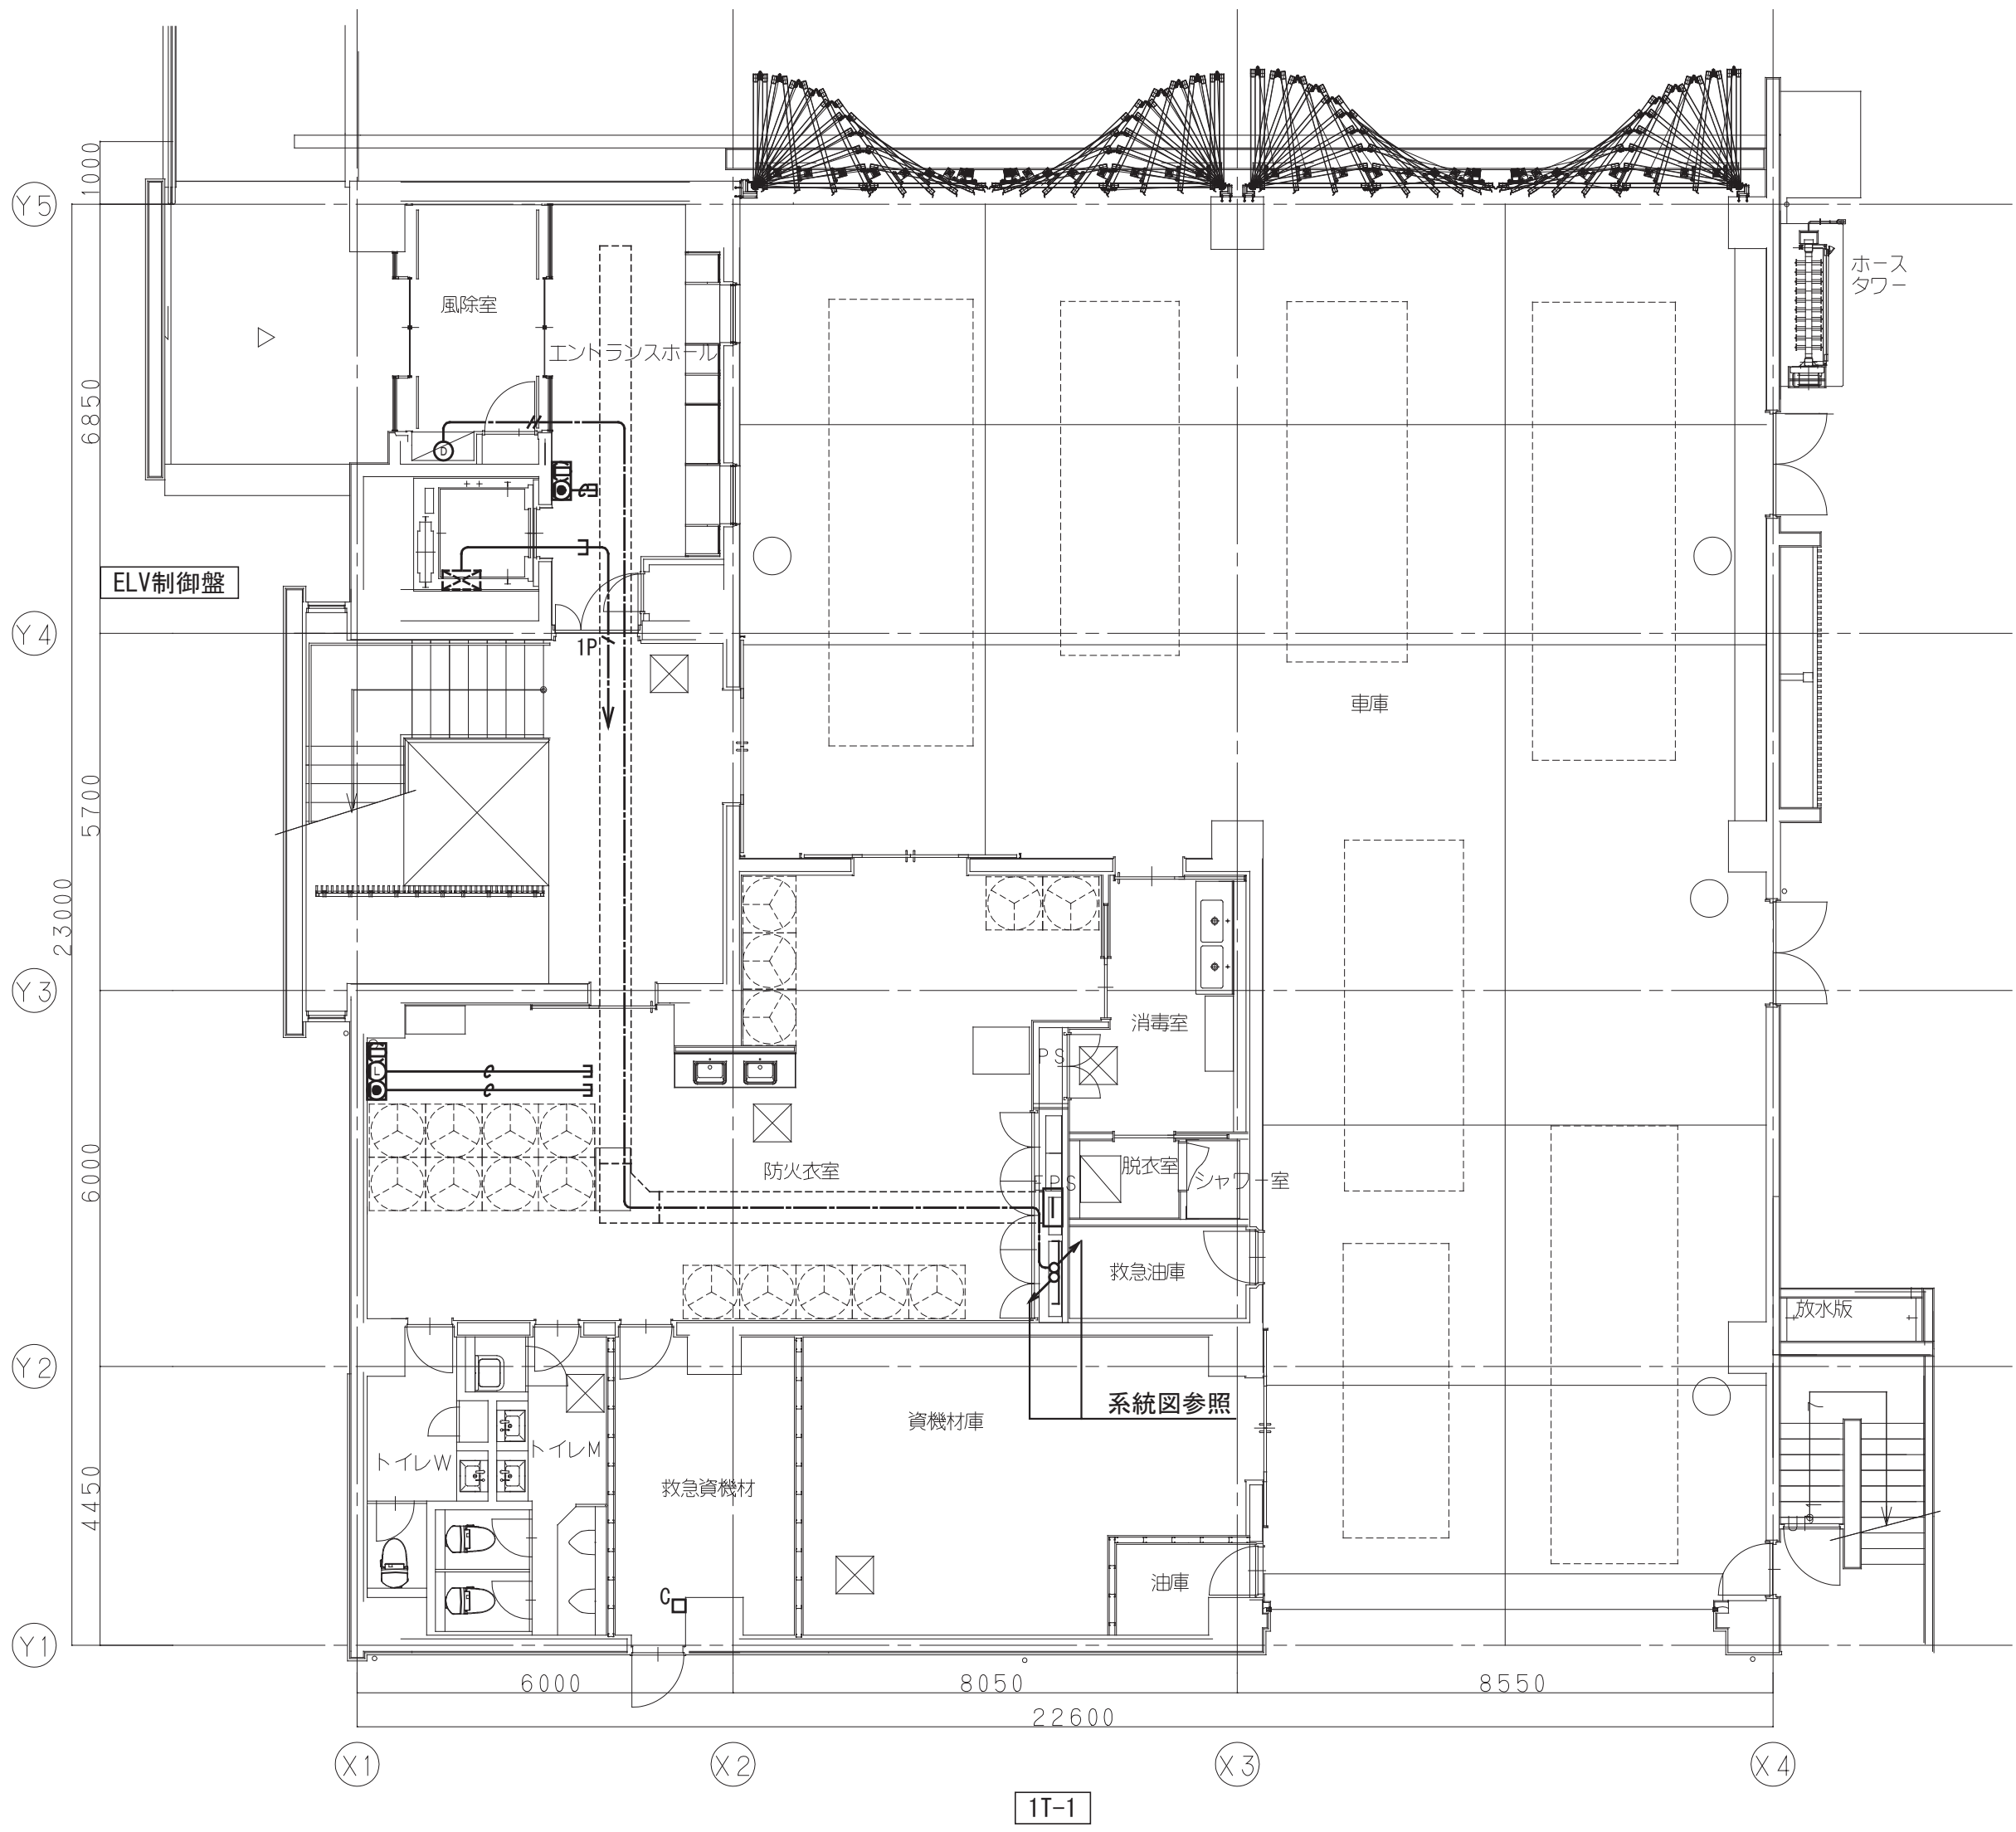 1000
Y5
ホース
タワー
風除室
エントランスホール
6850
D
ELV制御盤
Y4
1P
車庫
5700
23000
Y3
消毒室
PS
L
6000
防火衣室
脱衣室
シャワー室
EPS
救急油庫
放水版
Y2
系統図参照
資機材庫
トイレW
トイレM
救急資機材
4450
UP
油庫
C
Y1
6000
8050
8550
22600
X1
X2
X3
X4
1T-1